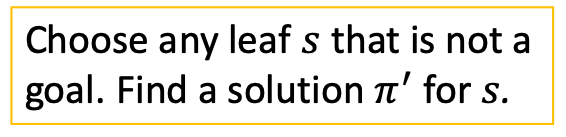 Choose any leaf s that is not a
goal. Find a solution π′ for s.